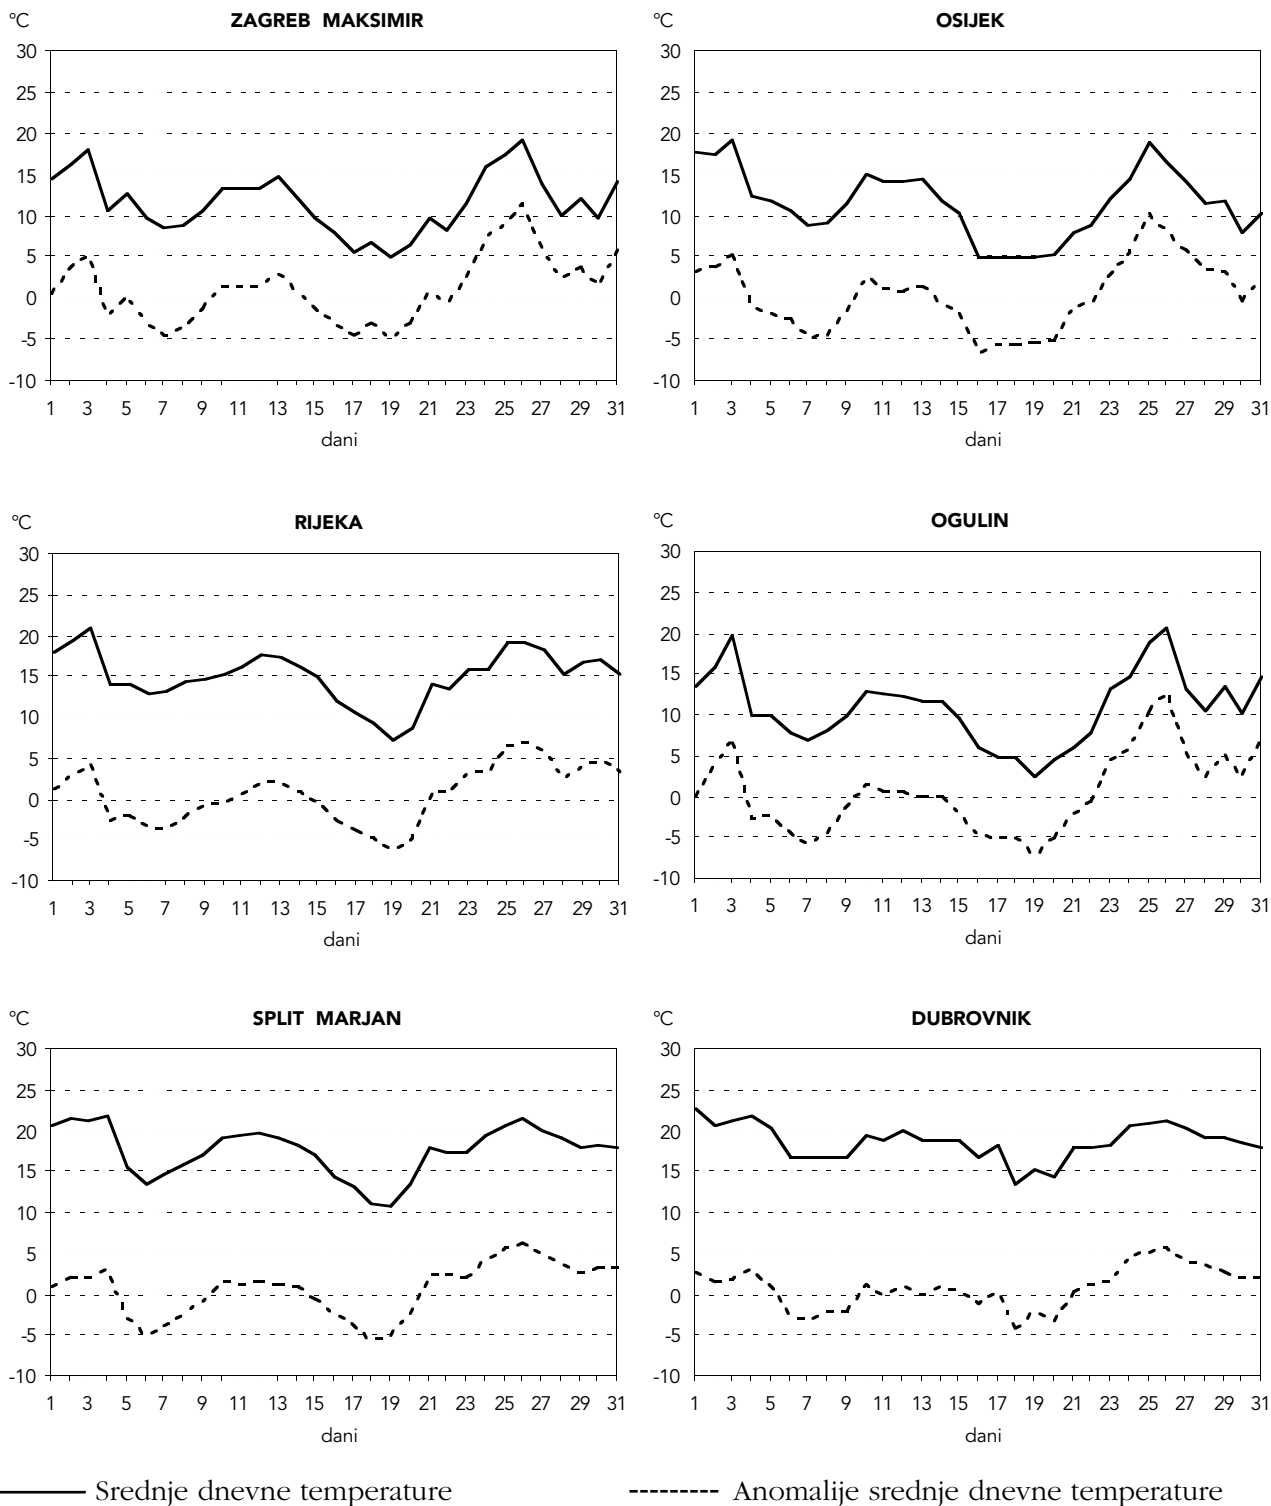 °C ZAGREB MAKSIMIR
30
25
20
15
10
5
0
-5
-10
1 3 5 7 9 11 13 15 17 19 21 23 25 27 29 31
dani
°C OSIJEK
30
25
20
15
10
5
0
-5
-10
1 3 5 7 9 11 13 15 17 19 21 23 25 27 29 31
dani
°C RIJEKA
30
25
20
15
10
5
0
-5
-10
1 3 5 7 9 11 13 15 17 19 21 23 25 27 29 31
dani
°C OGULIN
30
25
20
15
10
5
0
-5
-10
1 3 5 7 9 11 13 15 17 19 21 23 25 27 29 31
dani
°C SPLIT MARJAN
30
25
20
15
10
5
0
-5
-10
1 3 5 7 9 11 13 15 17 19 21 23 25 27 29 31
dani
°C DUBROVNIK
30
25
20
15
10
5
0
-5
-10
1 3 5 7 9 11 13 15 17 19 21 23 25 27 29 31
dani
Srednje dnevne temperature
Anomalije srednje dnevne temperature